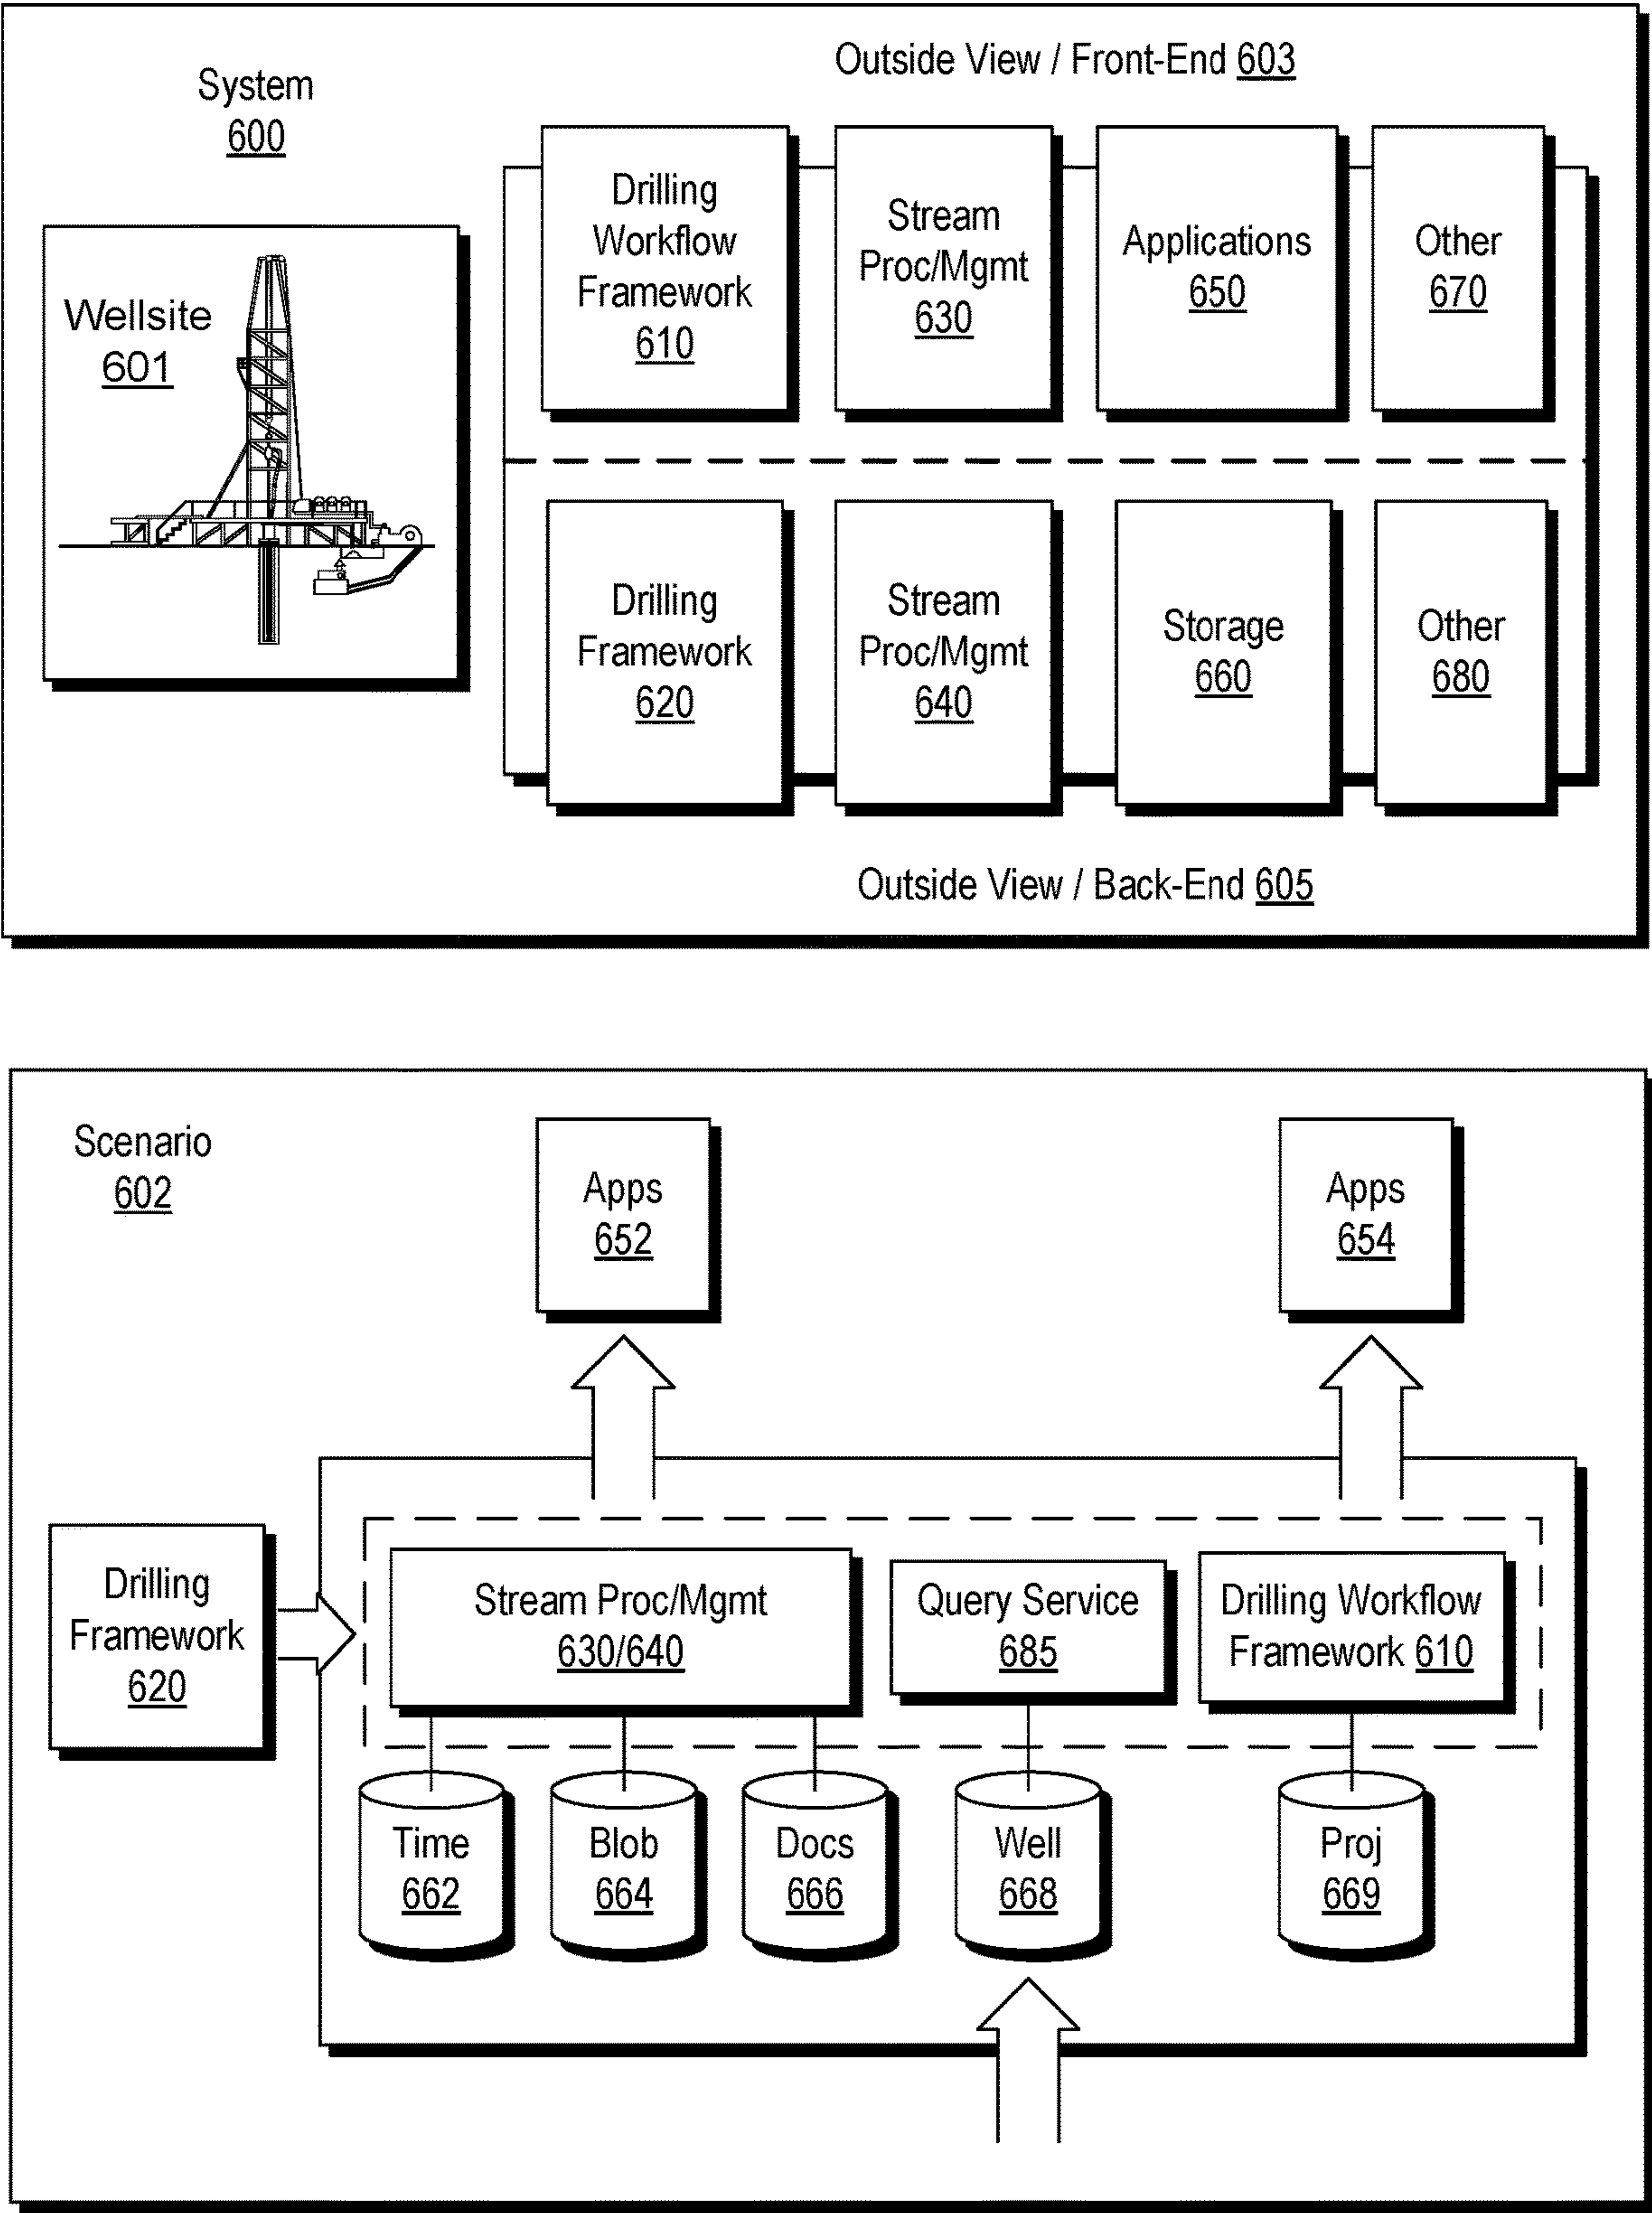 System
600
Outside View / Front-End 603
Wellsite
601
Drilling
Workflow
Framework
610
Stream
Proc/Mgmt
630
Applications
650
Other
670
Drilling
Framework
620
Stream
Proc/Mgmt
640
Storage
660
Other
680
Outside View / Back-End 605
Scenario
602
Apps
652
Apps
654
Drilling
Framework
620
Stream Proc/Mgmt
630/640
Query Service
685
Drilling Workflow
Framework 610
Time
662
Blob
664
Docs
666
Well
668
Proj
669